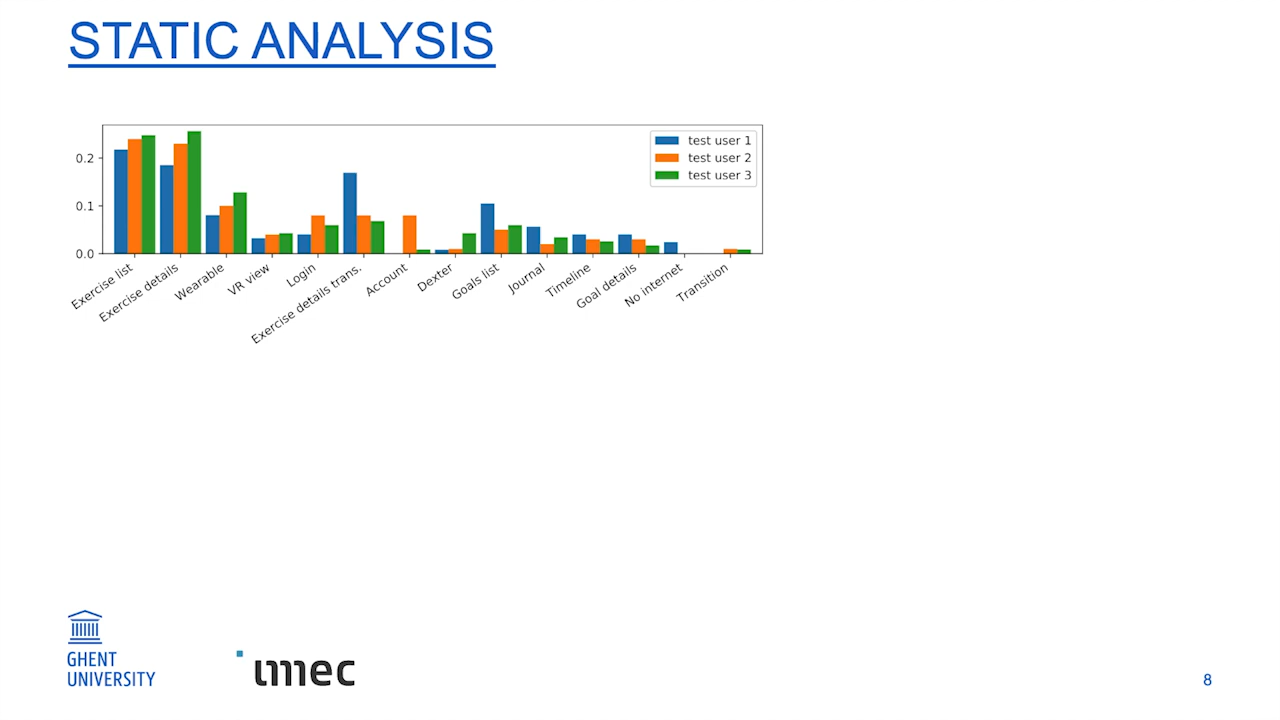 STATIC ANALYSIS
test user 1
test user 2
test user 3
0.2
0.1
0.0
Exercise list
Exercise details
Wearable
VR view
Login
Exercise details trans.
Account
Dexter
Goals list
Journal
Timeline
Goal details
No internet
Transition
GHENT
UNIVERSITY
imec
8